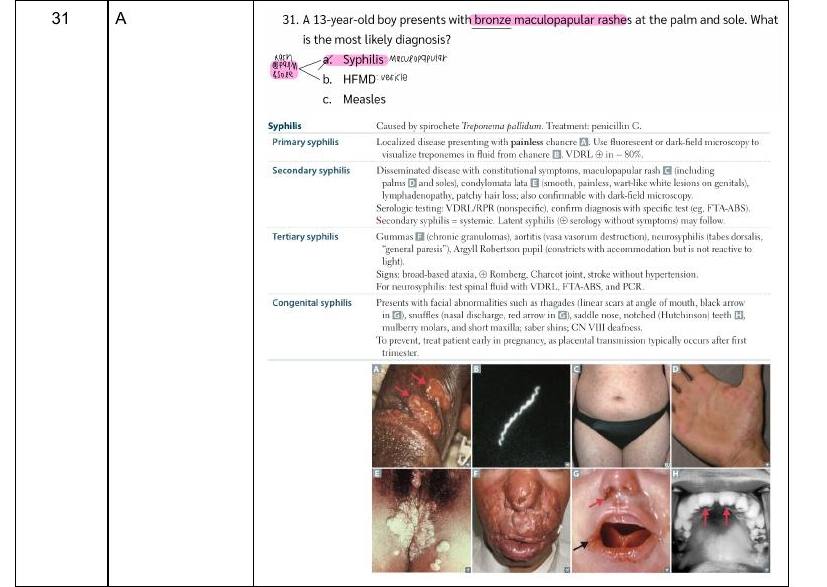 31
A
31. A 13-year-old boy presents with bronze maculopapular rashes at the palm and sole. What
is the most likely diagnosis?
rash
@palm
&sole
a. Syphilis maculopapular
b. HFMD vesicle
c. Measles
Syphilis Caused by spirochete Treponema pallidum. Treatment: penicillin G.
Primary syphilis Localized disease presenting with painless chancre A. Use fluorescent or dark-field microscopy to
visualize treponemes in fluid from chancre B. VDRL ⊕ in ~ 80%.
Secondary syphilis Disseminated disease with constitutional symptoms, maculopapular rash C (including
palms D and soles), condylomata lata E (smooth, painless, wart-like white lesions on genitals),
lymphadenopathy, patchy hair loss; also confirmable with dark-field microscopy.
Serologic testing: VDRL/RPR (nonspecific), confirm diagnosis with specific test (eg, FTA-ABS).
Secondary syphilis = systemic. Latent syphilis (⊕ serology without symptoms) may follow.
Tertiary syphilis Gummas F (chronic granulomas), aortitis (vasa vasorum destruction), neurosyphilis (tabes dorsalis,
"general paresis"), Argyll Robertson pupil (constricts with accommodation but is not reactive to
light).
Signs: broad-based ataxia, ⊕ Romberg, Charcot joint, stroke without hypertension.
For neurosyphilis: test spinal fluid with VDRL, FTA-ABS, and PCR.
Congenital syphilis Presents with facial abnormalities such as rhagades (linear scars at angle of mouth, black arrow
in G), snuffles (nasal discharge, red arrow in G), saddle nose, notched (Hutchinson) teeth H,
mulberry molars, and short maxilla; saber shins; CN VIII deafness.
To prevent, treat patient early in pregnancy, as placental transmission typically occurs after first
trimester.
A B C D
E F G H